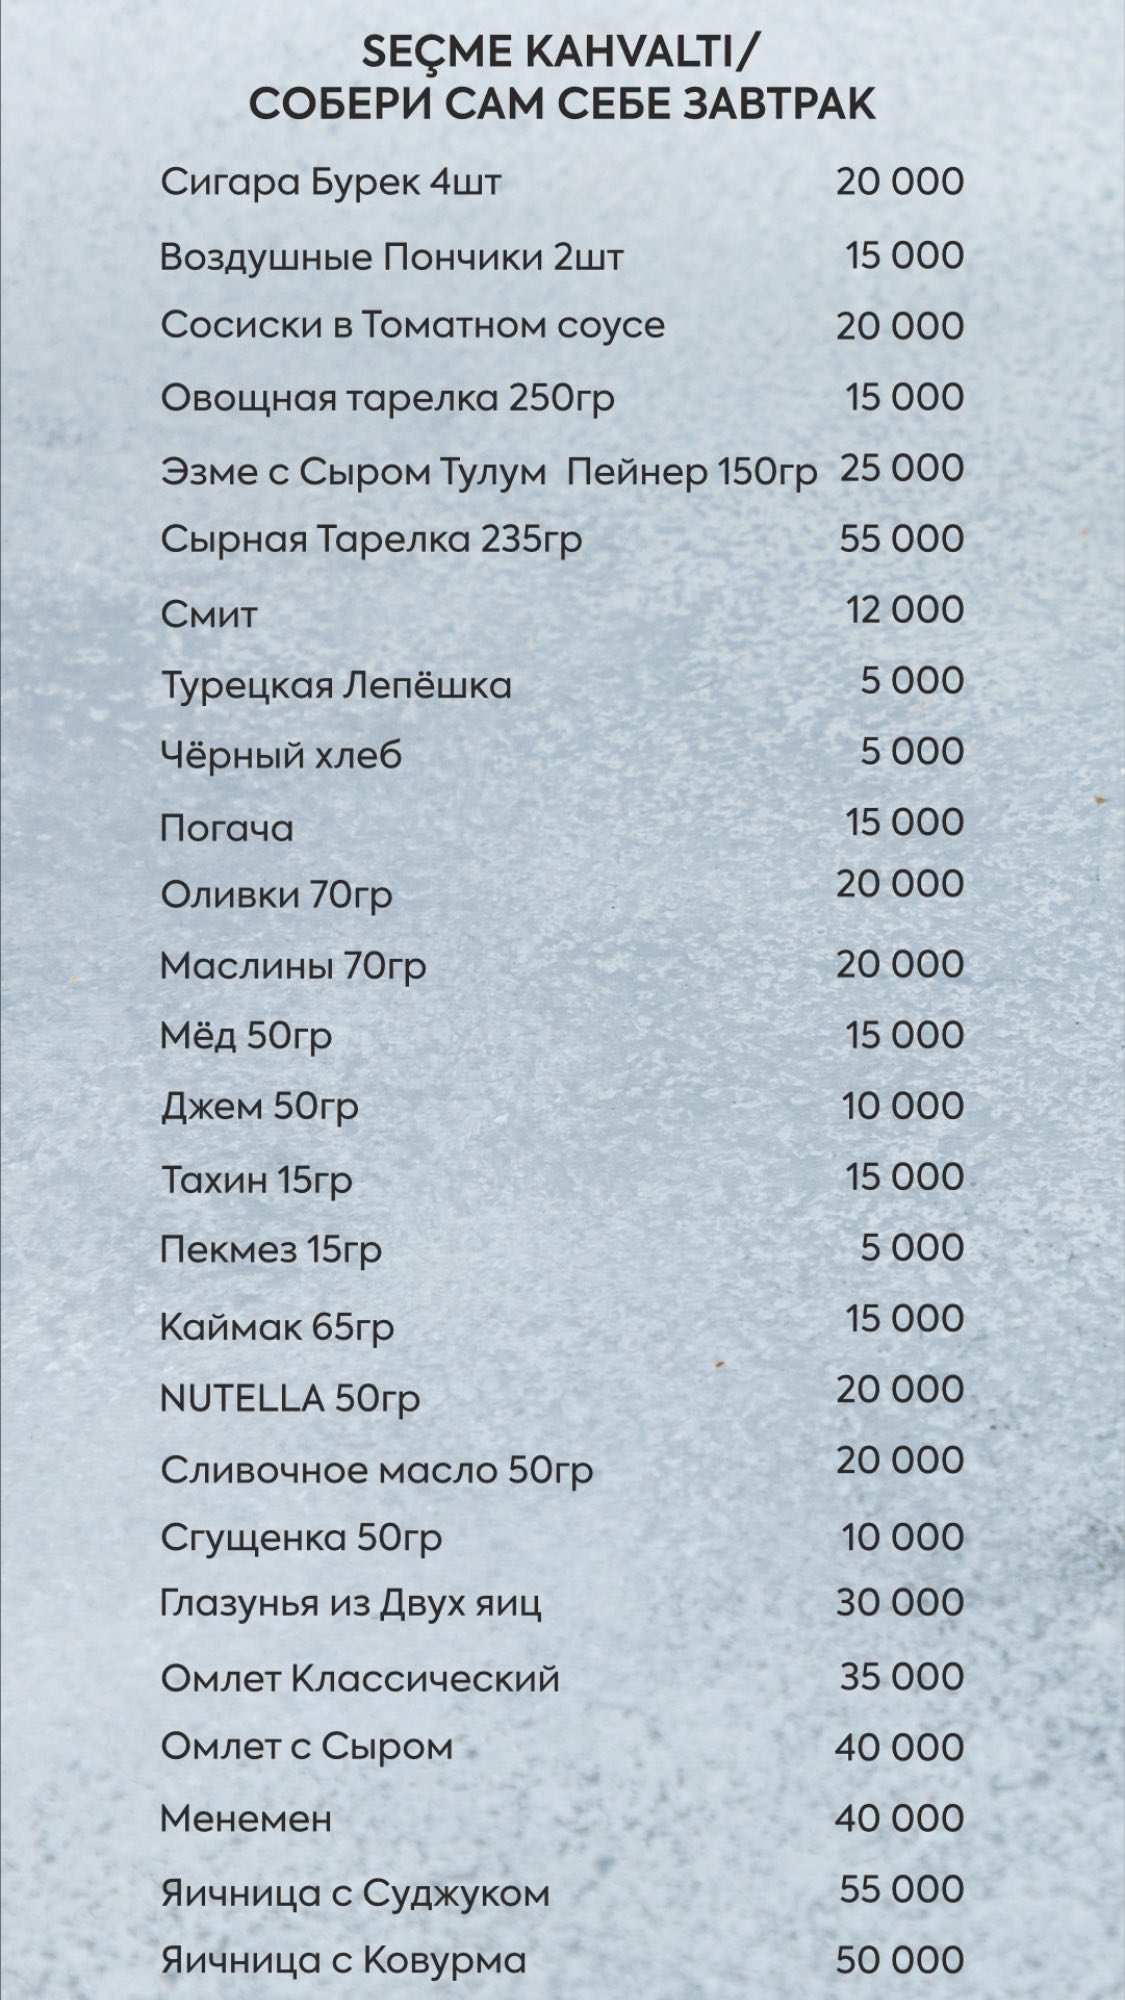 SEÇME KAHVALTI/
СОБЕРИ САМ СЕБЕ ЗАВТРАК
Сигара Бурек 4шт 20 000
Воздушные Пончики 2шт 15 000
Сосиски в Томатном соусе 20 000
Овощная тарелка 250гр 15 000
Эзме с Сыром Тулум Пейнер 150гр 25 000
Сырная Тарелка 235гр 55 000
Смит 12 000
Турецкая Лепёшка 5 000
Чёрный хлеб 5 000
Погача 15 000
Оливки 70гр 20 000
Маслины 70гр 20 000
Мёд 50гр 15 000
Джем 50гр 10 000
Тахин 15гр 15 000
Пекмез 15гр 5 000
Каймак 65гр 15 000
NUTELLA 50гр 20 000
Сливочное масло 50гр 20 000
Сгущенка 50гр 10 000
Глазунья из Двух яиц 30 000
Омлет Классический 35 000
Омлет с Сыром 40 000
Менемен 40 000
Яичница с Суджуком 55 000
Яичница с Ковурма 50 000